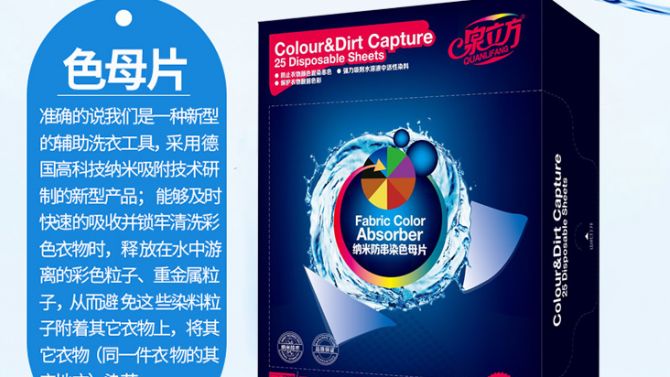 色母片
准确的说我们是一种新型
的辅助洗衣工具，采用德
国高科技纳米吸附技术研
制的新型产品；能够及时
快速的吸收并锁牢清洗彩
色衣物时，释放在水中游
离的彩色粒子、重金属粒
子，从而避免这些染料粒
子附着其它衣物上，将其
它衣物（同一件衣物的其
Colour&Dirt Capture
25 Disposable Sheets
泉立方
QUANLIFANG
Fabric Color
Absorber
纳米防串染色母片
Colour&Dirt Capture
25 Disposable Sheets